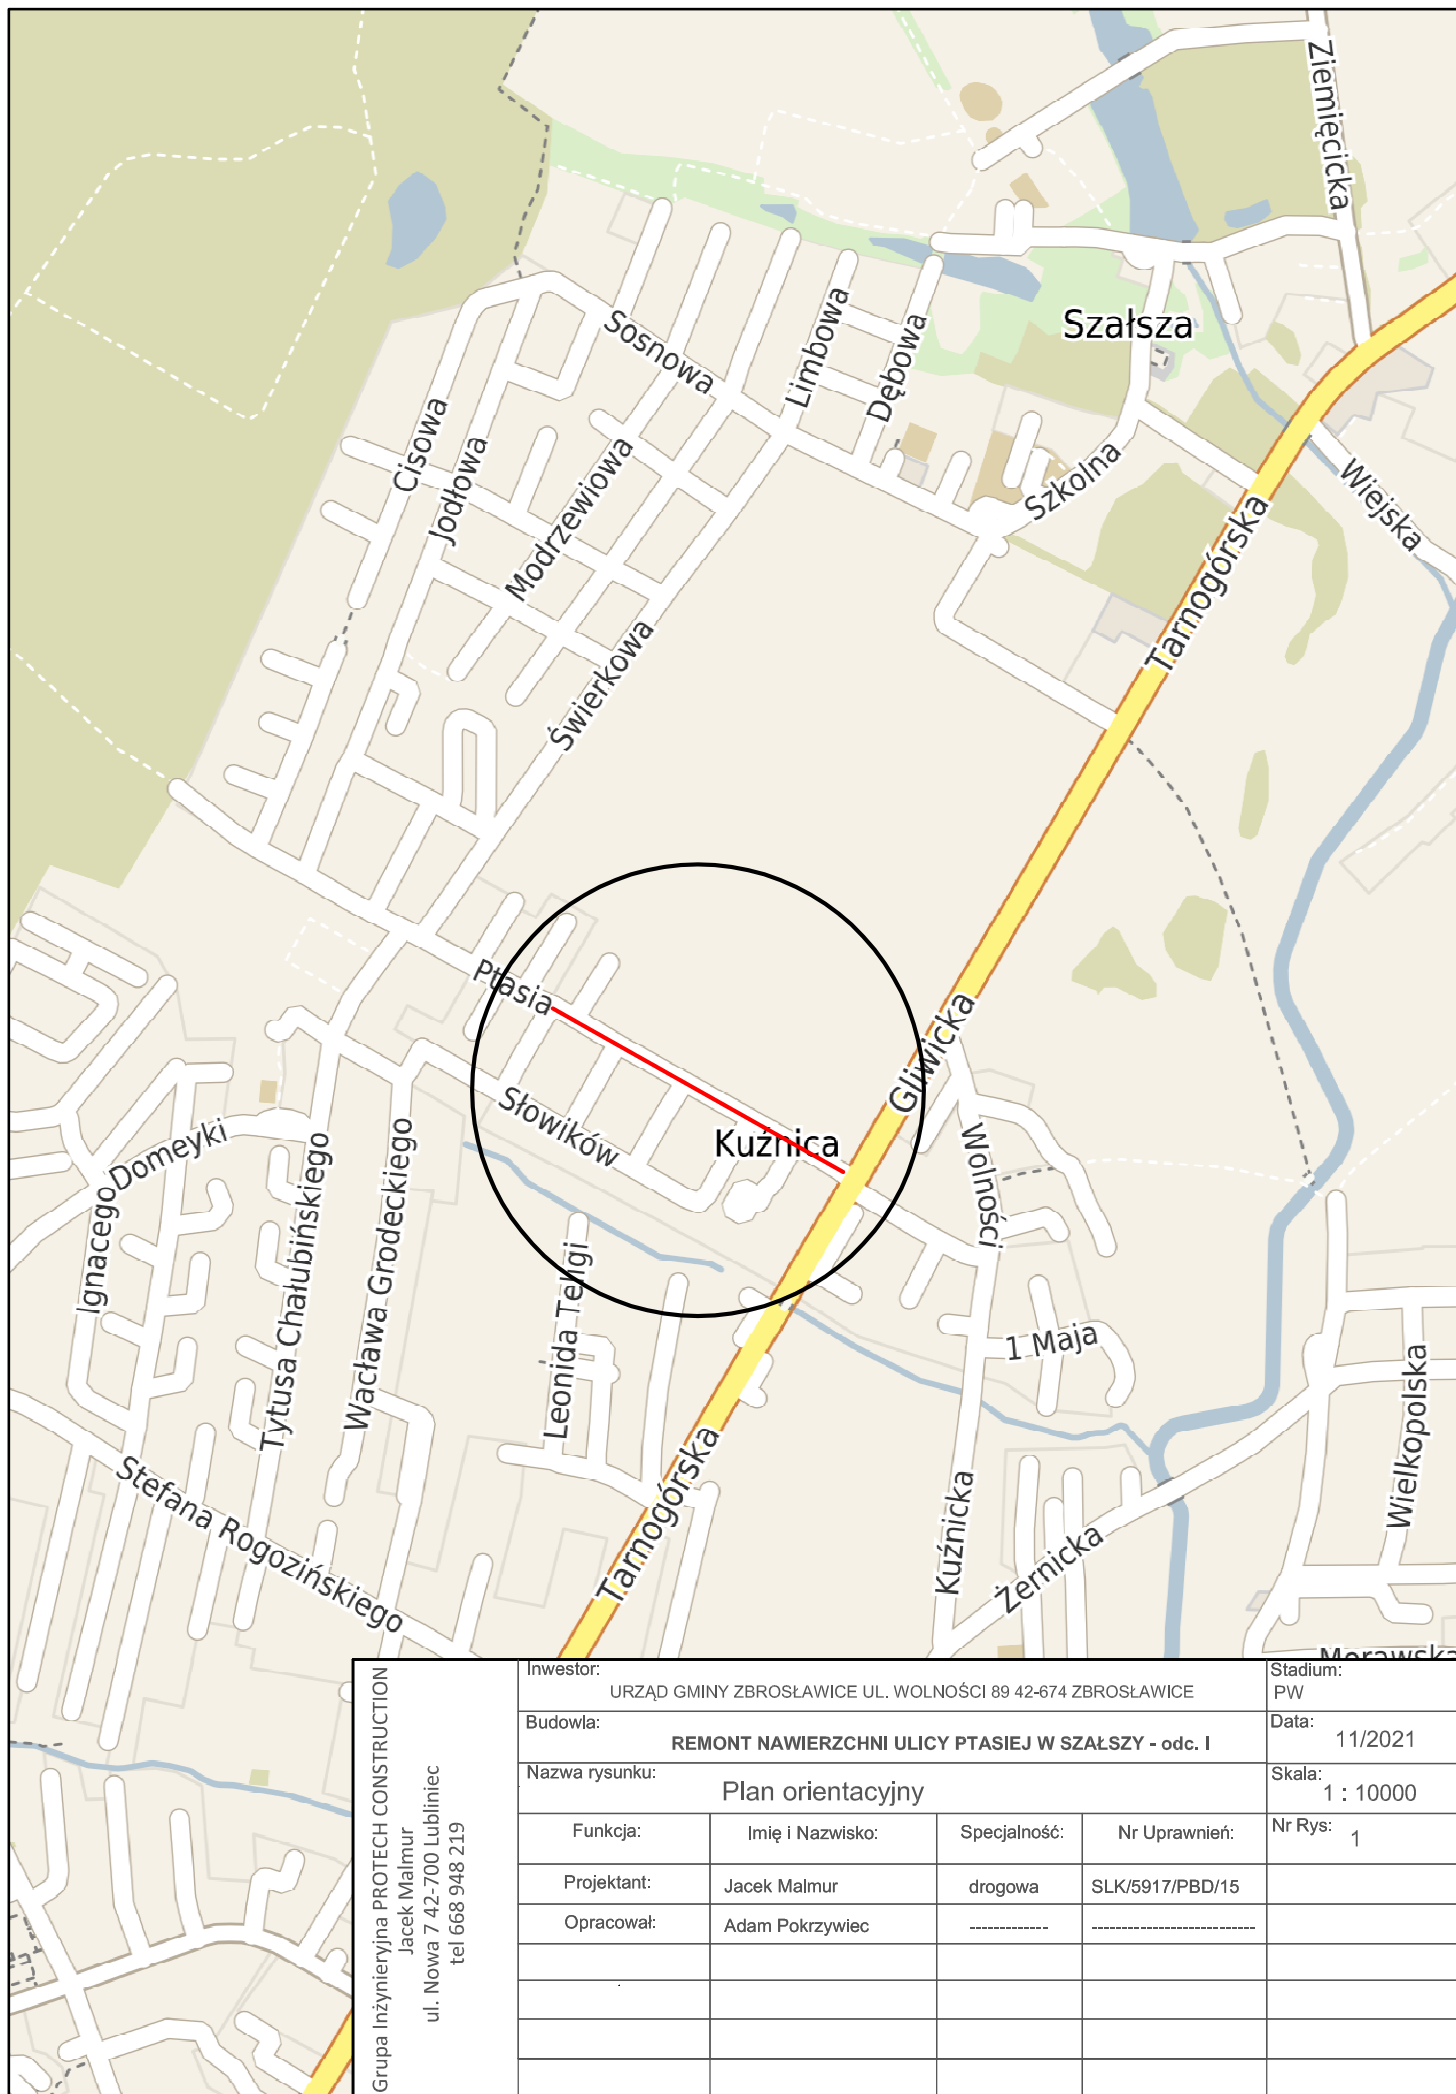 Ziemięcicka
Szałsza
Sosnowa
Limbowa
Dębowa
Cisowa
Jodłowa
Modrzewiowa
Szkolna
Wiejska
Tarnogórska
Świerkowa
Ptasia
Gliwicka
Słowików
Kuźnica
Wolności
Domeyki
Ignacego
Tytusa Chałubińskiego
Wacława Grodeckiego
Leonida Teligi
1 Maja
Wielkopolska
Tarnogórska
Stefana Rogozińskiego
Kuźnicka
Żernicka
Morawska
Grupa Inżynieryjna PROTECH CONSTRUCTION
Jacek Malmur
ul. Nowa 7 42-700 Lubliniec
tel 668 948 219
Inwestor:
URZĄD GMINY ZBROSŁAWICE UL. WOLNOŚCI 89 42-674 ZBROSŁAWICE
Stadium:
PW
Budowla:
REMONT NAWIERZCHNI ULICY PTASIEJ W SZAŁSZY - odc. I
Data:
11/2021
Nazwa rysunku:
Plan orientacyjny
Skala:
1 : 10000
Funkcja: Imię i Nazwisko: Specjalność: Nr Uprawnień: Nr Rys: 1
Projektant: Jacek Malmur drogowa SLK/5917/PBD/15
Opracował: Adam Pokrzywiec ------------- ---------------------------